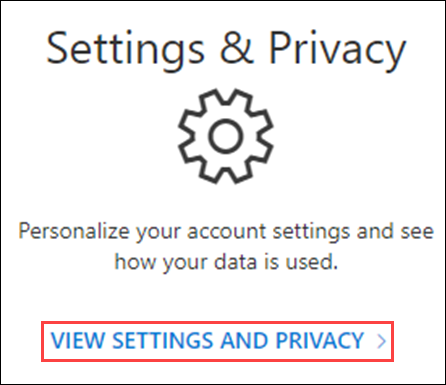 Settings & Privacy
Personalize your account settings and see
how your data is used.
VIEW SETTINGS AND PRIVACY >